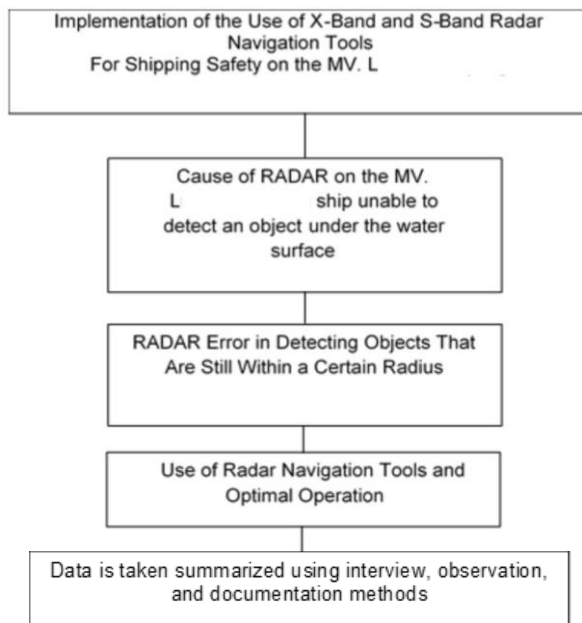 Implementation of the Use of X-Band and S-Band Radar
Navigation Tools
For Shipping Safety on the MV. L
Cause of RADAR on the MV.
L ship unable to
detect an object under the water
surface
RADAR Error in Detecting Objects That
Are Still Within a Certain Radius
Use of Radar Navigation Tools and
Optimal Operation
Data is taken summarized using interview, observation,
and documentation methods